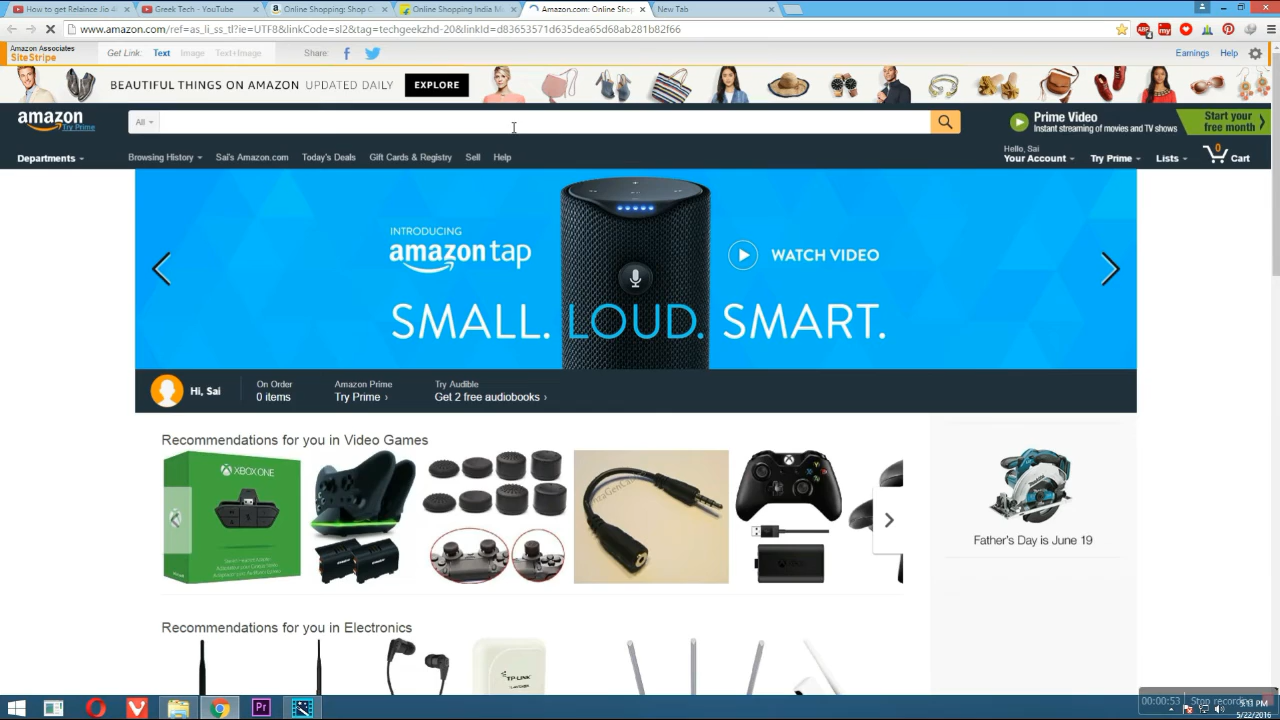 How to get Relaince Jio 4
Greek Tech - YouTube
Online Shopping: Shop O
Online Shopping India M
Amazon.com: Online Sho
New Tab
www.amazon.com/ref=as_li_ss_tl?ie=UTF8&linkCode=sl2&tag=techgeekzhd-20&linkId=d83653571d635dea65d68ab281b82f66
Amazon Associates
SiteStripe
Get Link: Text Image Text+Image
Share:
Earnings Help
BEAUTIFUL THINGS ON AMAZON UPDATED DAILY EXPLORE
amazon
Try Prime
All
Prime Video
Instant streaming of movies and TV shows
Start your
free month
Departments
Browsing History Sai's Amazon.com Today's Deals Gift Cards & Registry Sell Help
Hello, Sai
Your Account Try Prime Lists 0 Cart
INTRODUCING
amazon tap
WATCH VIDEO
SMALL. LOUD. SMART.
Hi, Sai
On Order
0 items
Amazon Prime
Try Prime ›
Try Audible
Get 2 free audiobooks ›
Recommendations for you in Video Games
XBOX ONE
Father's Day is June 19
Recommendations for you in Electronics
TP-LINK
00:00:53 Stop recording
5:13 PM
5/22/2016